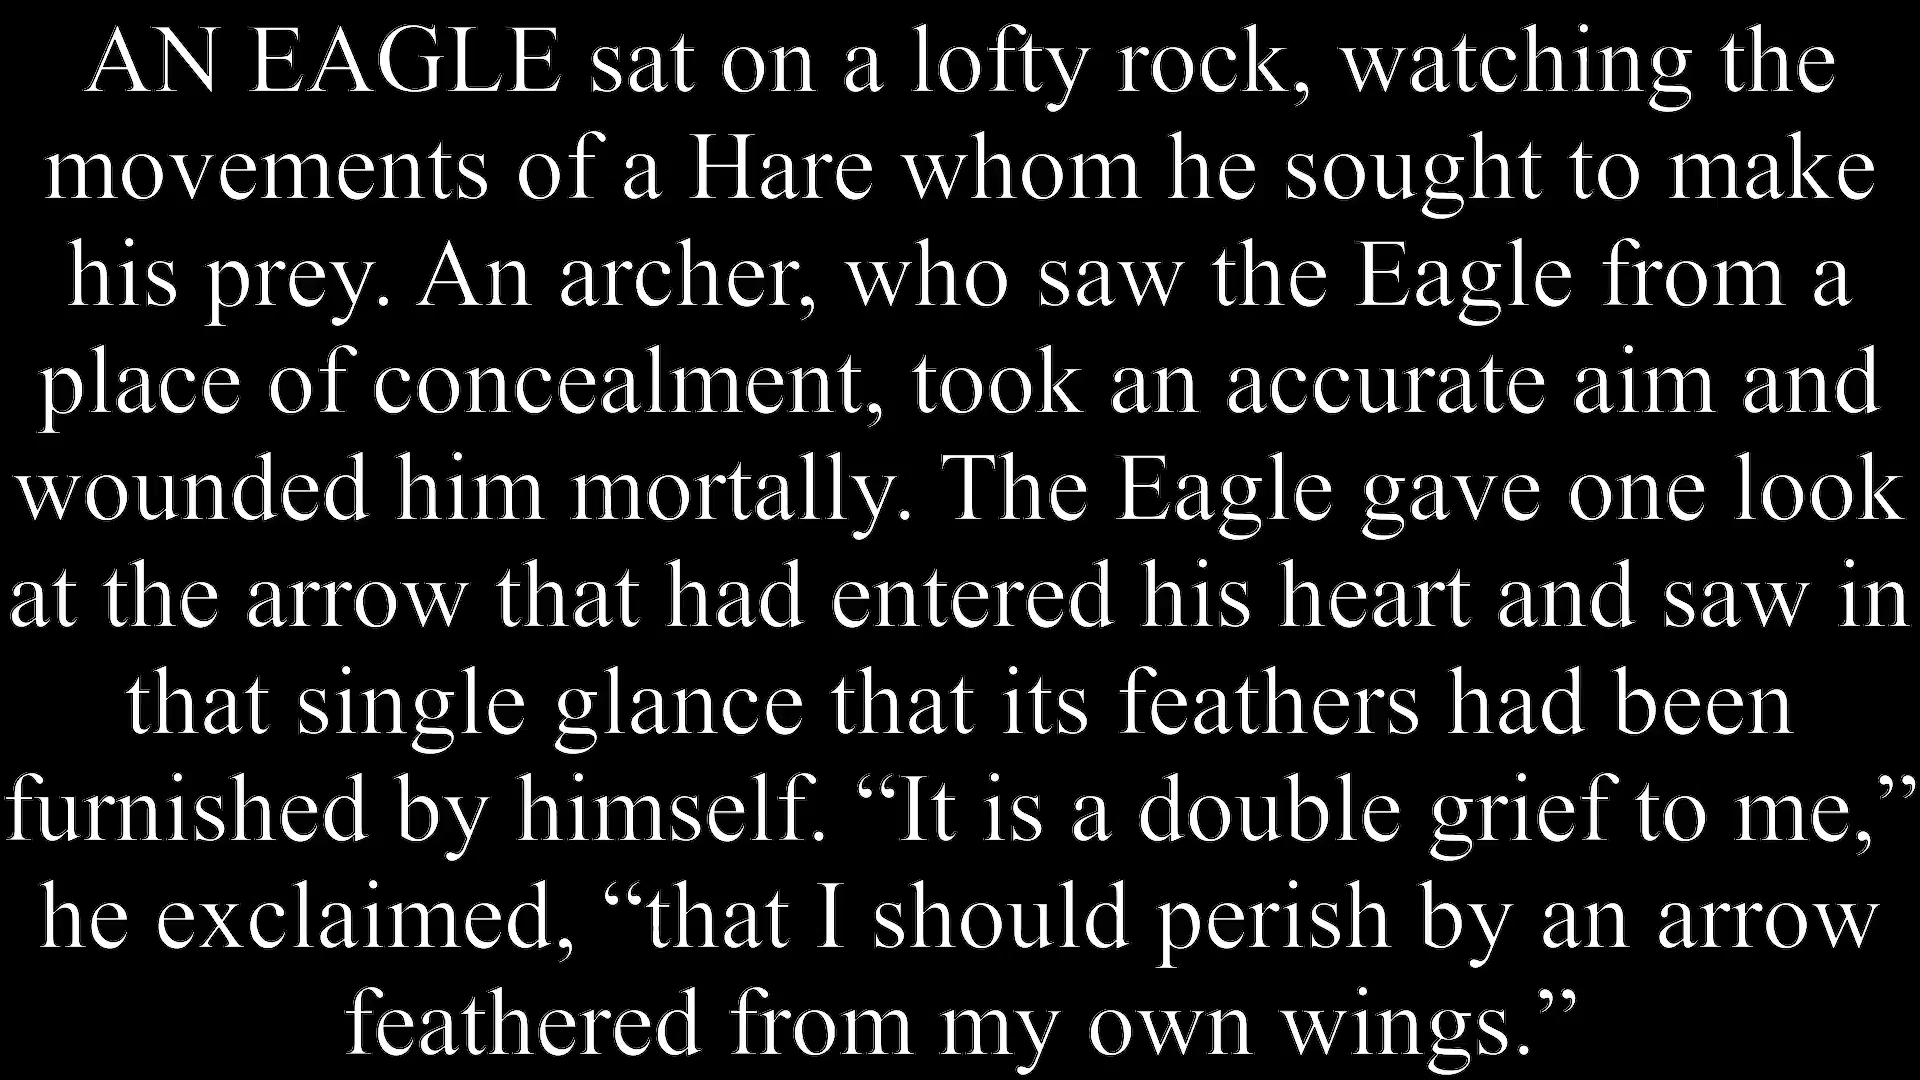 AN EAGLE sat on a lofty rock, watching the
movements of a Hare whom he sought to make
his prey. An archer, who saw the Eagle from a
place of concealment, took an accurate aim and
wounded him mortally. The Eagle gave one look
at the arrow that had entered his heart and saw in
that single glance that its feathers had been
furnished by himself. “It is a double grief to me,”
he exclaimed, “that I should perish by an arrow
feathered from my own wings.”